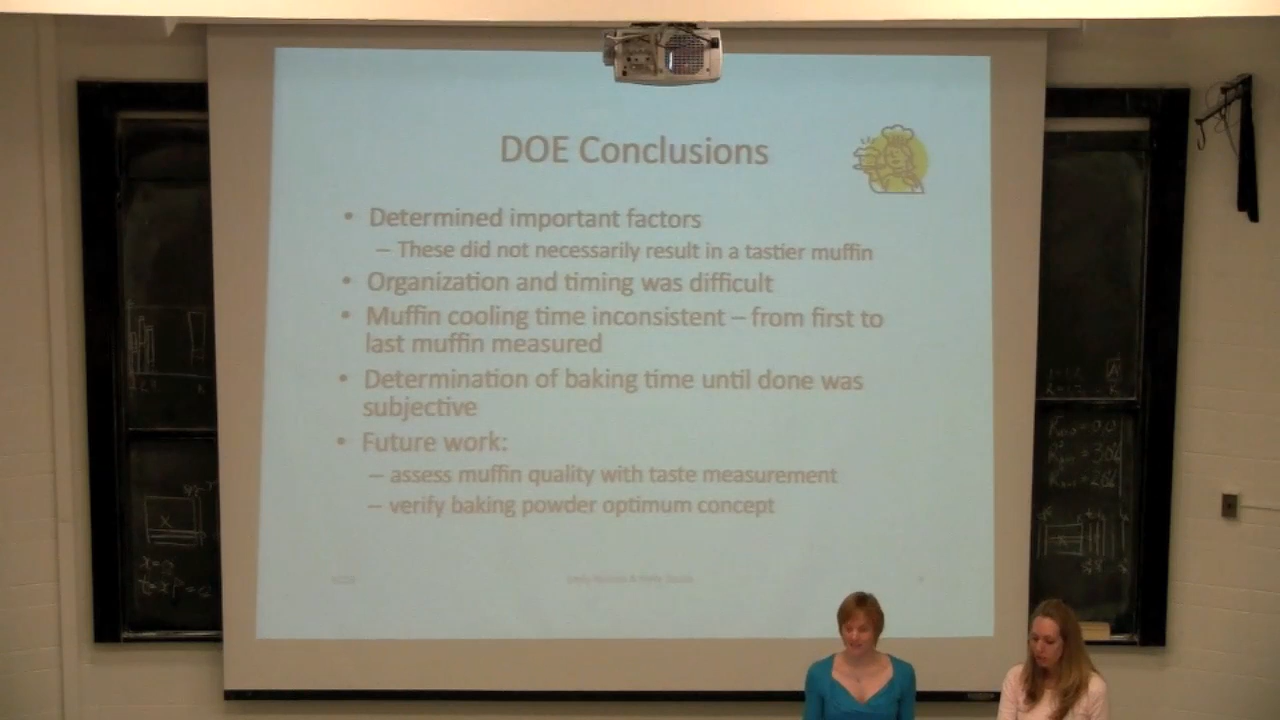 DOE Conclusions
• Determined important factors
– These did not necessarily result in a tastier muffin
• Organization and timing was difficult
• Muffin cooling time inconsistent – from first to
last muffin measured
• Determination of baking time until done was
subjective
• Future work:
– assess muffin quality with taste measurement
– verify baking powder optimum concept